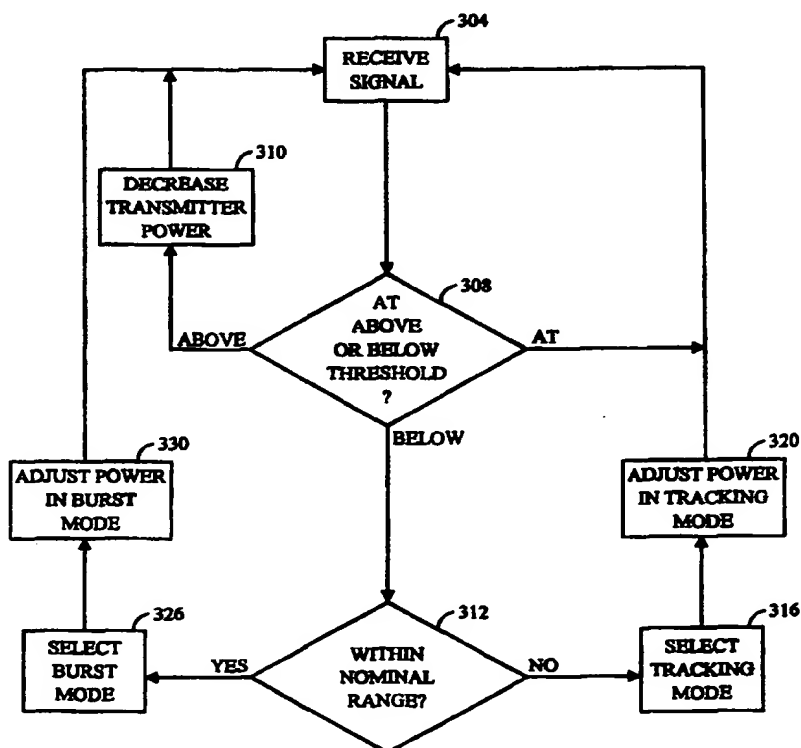 304
RECEIVE
SIGNAL
310
DECREASE
TRANSMITTER
POWER
308
AT
ABOVE
OR BELOW
THRESHOLD
?
ABOVE
AT
BELOW
330
ADJUST POWER
IN BURST
MODE
320
ADJUST POWER
IN TRACKING
MODE
326
SELECT
BURST
MODE
312
WITHIN
NOMINAL
RANGE?
YES
NO
316
SELECT
TRACKING
MODE